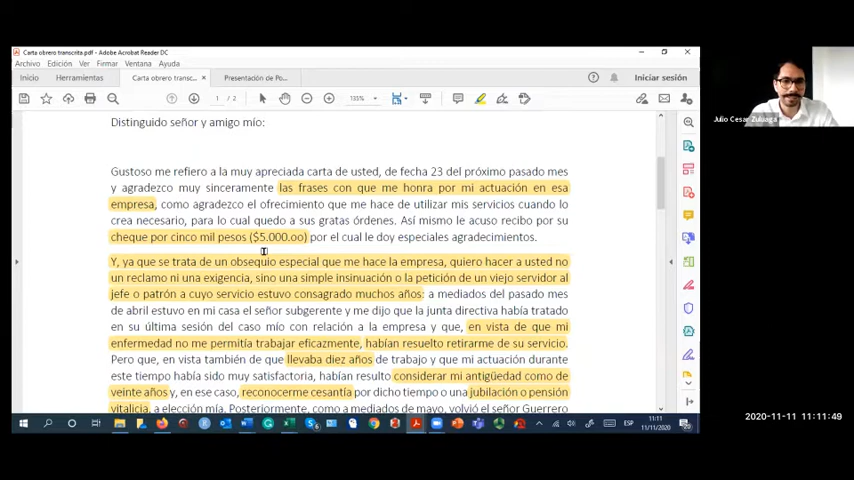 Carta obrero transcrita.pdf - Adobe Acrobat Reader DC
Archivo Edición Ver Firmar Ventana Ayuda
Inicio Herramientas Carta obrero transc... × Presentación de Po... Iniciar sesión
1 / 2 135%
Distinguido señor y amigo mío:
Gustoso me refiero a la muy apreciada carta de usted, de fecha 23 del próximo pasado mes
y agradezco muy sinceramente las frases con que me honra por mi actuación en esa
empresa, como agradezco el ofrecimiento que me hace de utilizar mis servicios cuando lo
crea necesario, para lo cual quedo a sus gratas órdenes. Así mismo le acuso recibo por su
cheque por cinco mil pesos ($5.000.oo) por el cual le doy especiales agradecimientos.
Y, ya que se trata de un obsequio especial que me hace la empresa, quiero hacer a usted no
un reclamo ni una exigencia, sino una simple insinuación o la petición de un viejo servidor al
jefe o patrón a cuyo servicio estuvo consagrado muchos años: a mediados del pasado mes
de abril estuvo en mi casa el señor subgerente y me dijo que la junta directiva había tratado
en su última sesión del caso mío con relación a la empresa y que, en vista de que mi
enfermedad no me permitía trabajar eficazmente, habían resuelto retirarme de su servicio.
Pero que, en vista también de que llevaba diez años de trabajo y que mi actuación durante
este tiempo había sido muy satisfactoria, habían resulto considerar mi antigüedad como de
veinte años y, en ese caso, reconocerme cesantía por dicho tiempo o una jubilación o pensión
vitalicia, a elección mía. Posteriormente, como a mediados de mayo, volvió el señor Guerrero
ESP
11:11
11/11/2020
Julio Cesar Zuluaga
2020-11-11 11:11:49